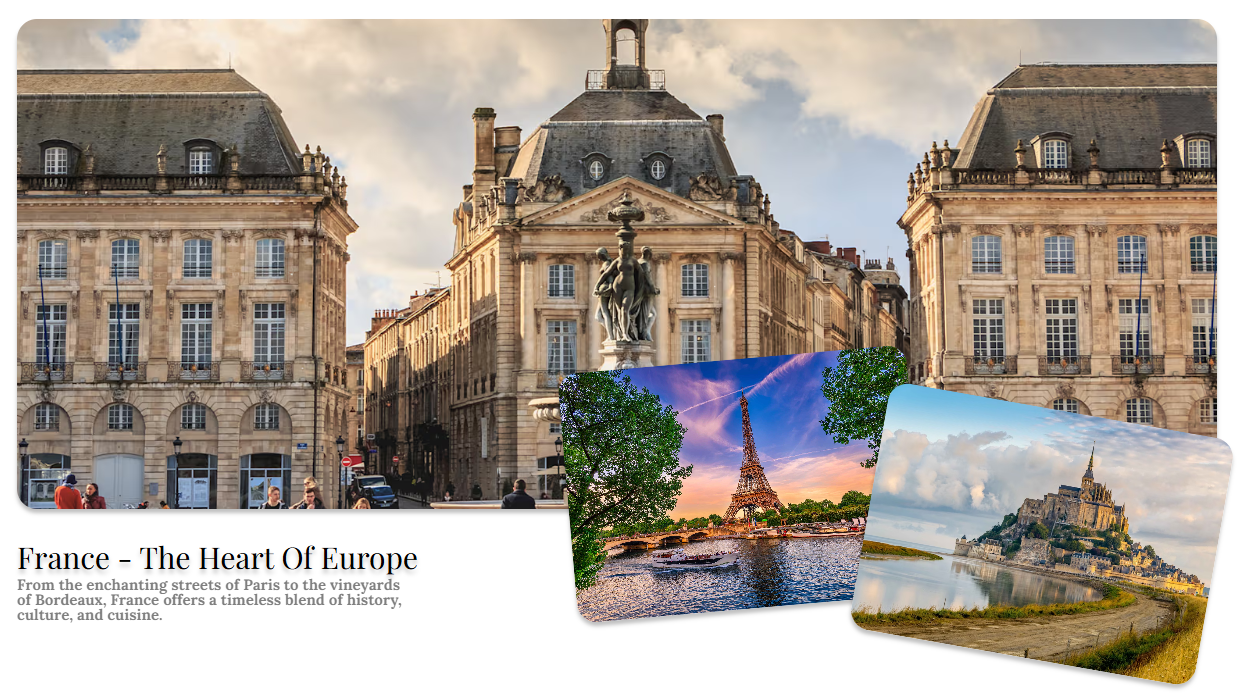 France - The Heart Of Europe
From the enchanting streets of Paris to the vineyards
of Bordeaux, France offers a timeless blend of history,
culture, and cuisine.